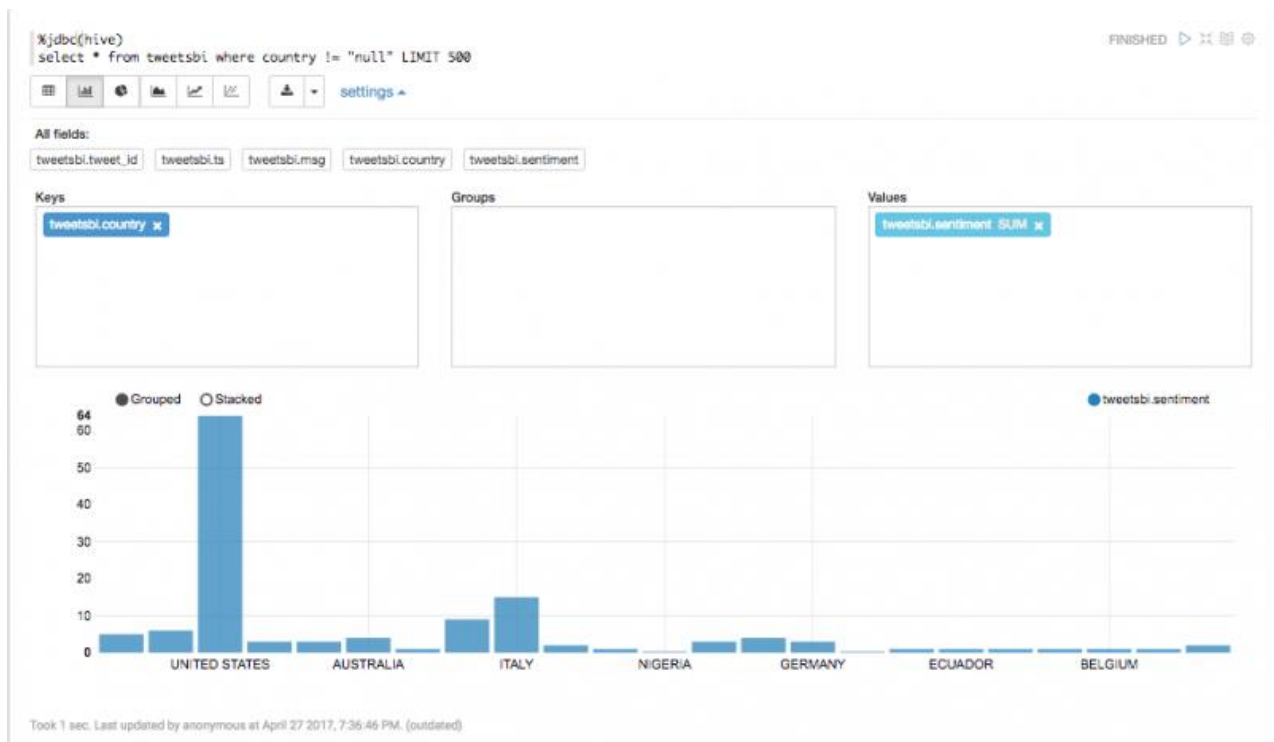 %jdbc(hive)
FINISHED
select * from tweetsbi where country != "null" LIMIT 500
settings
All fields:
tweetsbi.tweet_id tweetsbi.ts tweetsbi.msg tweetsbi.country tweetsbi.sentiment
Keys Groups Values
tweetsbi.country x tweetsbi.sentiment SUM x
Grouped Stacked tweetsbi.sentiment
64
60
50
40
30
20
10
0
UNITED STATES AUSTRALIA ITALY NIGERIA GERMANY ECUADOR BELGIUM
Took 1 sec. Last updated by anonymous at April 27 2017, 7:36:46 PM. (outdated)